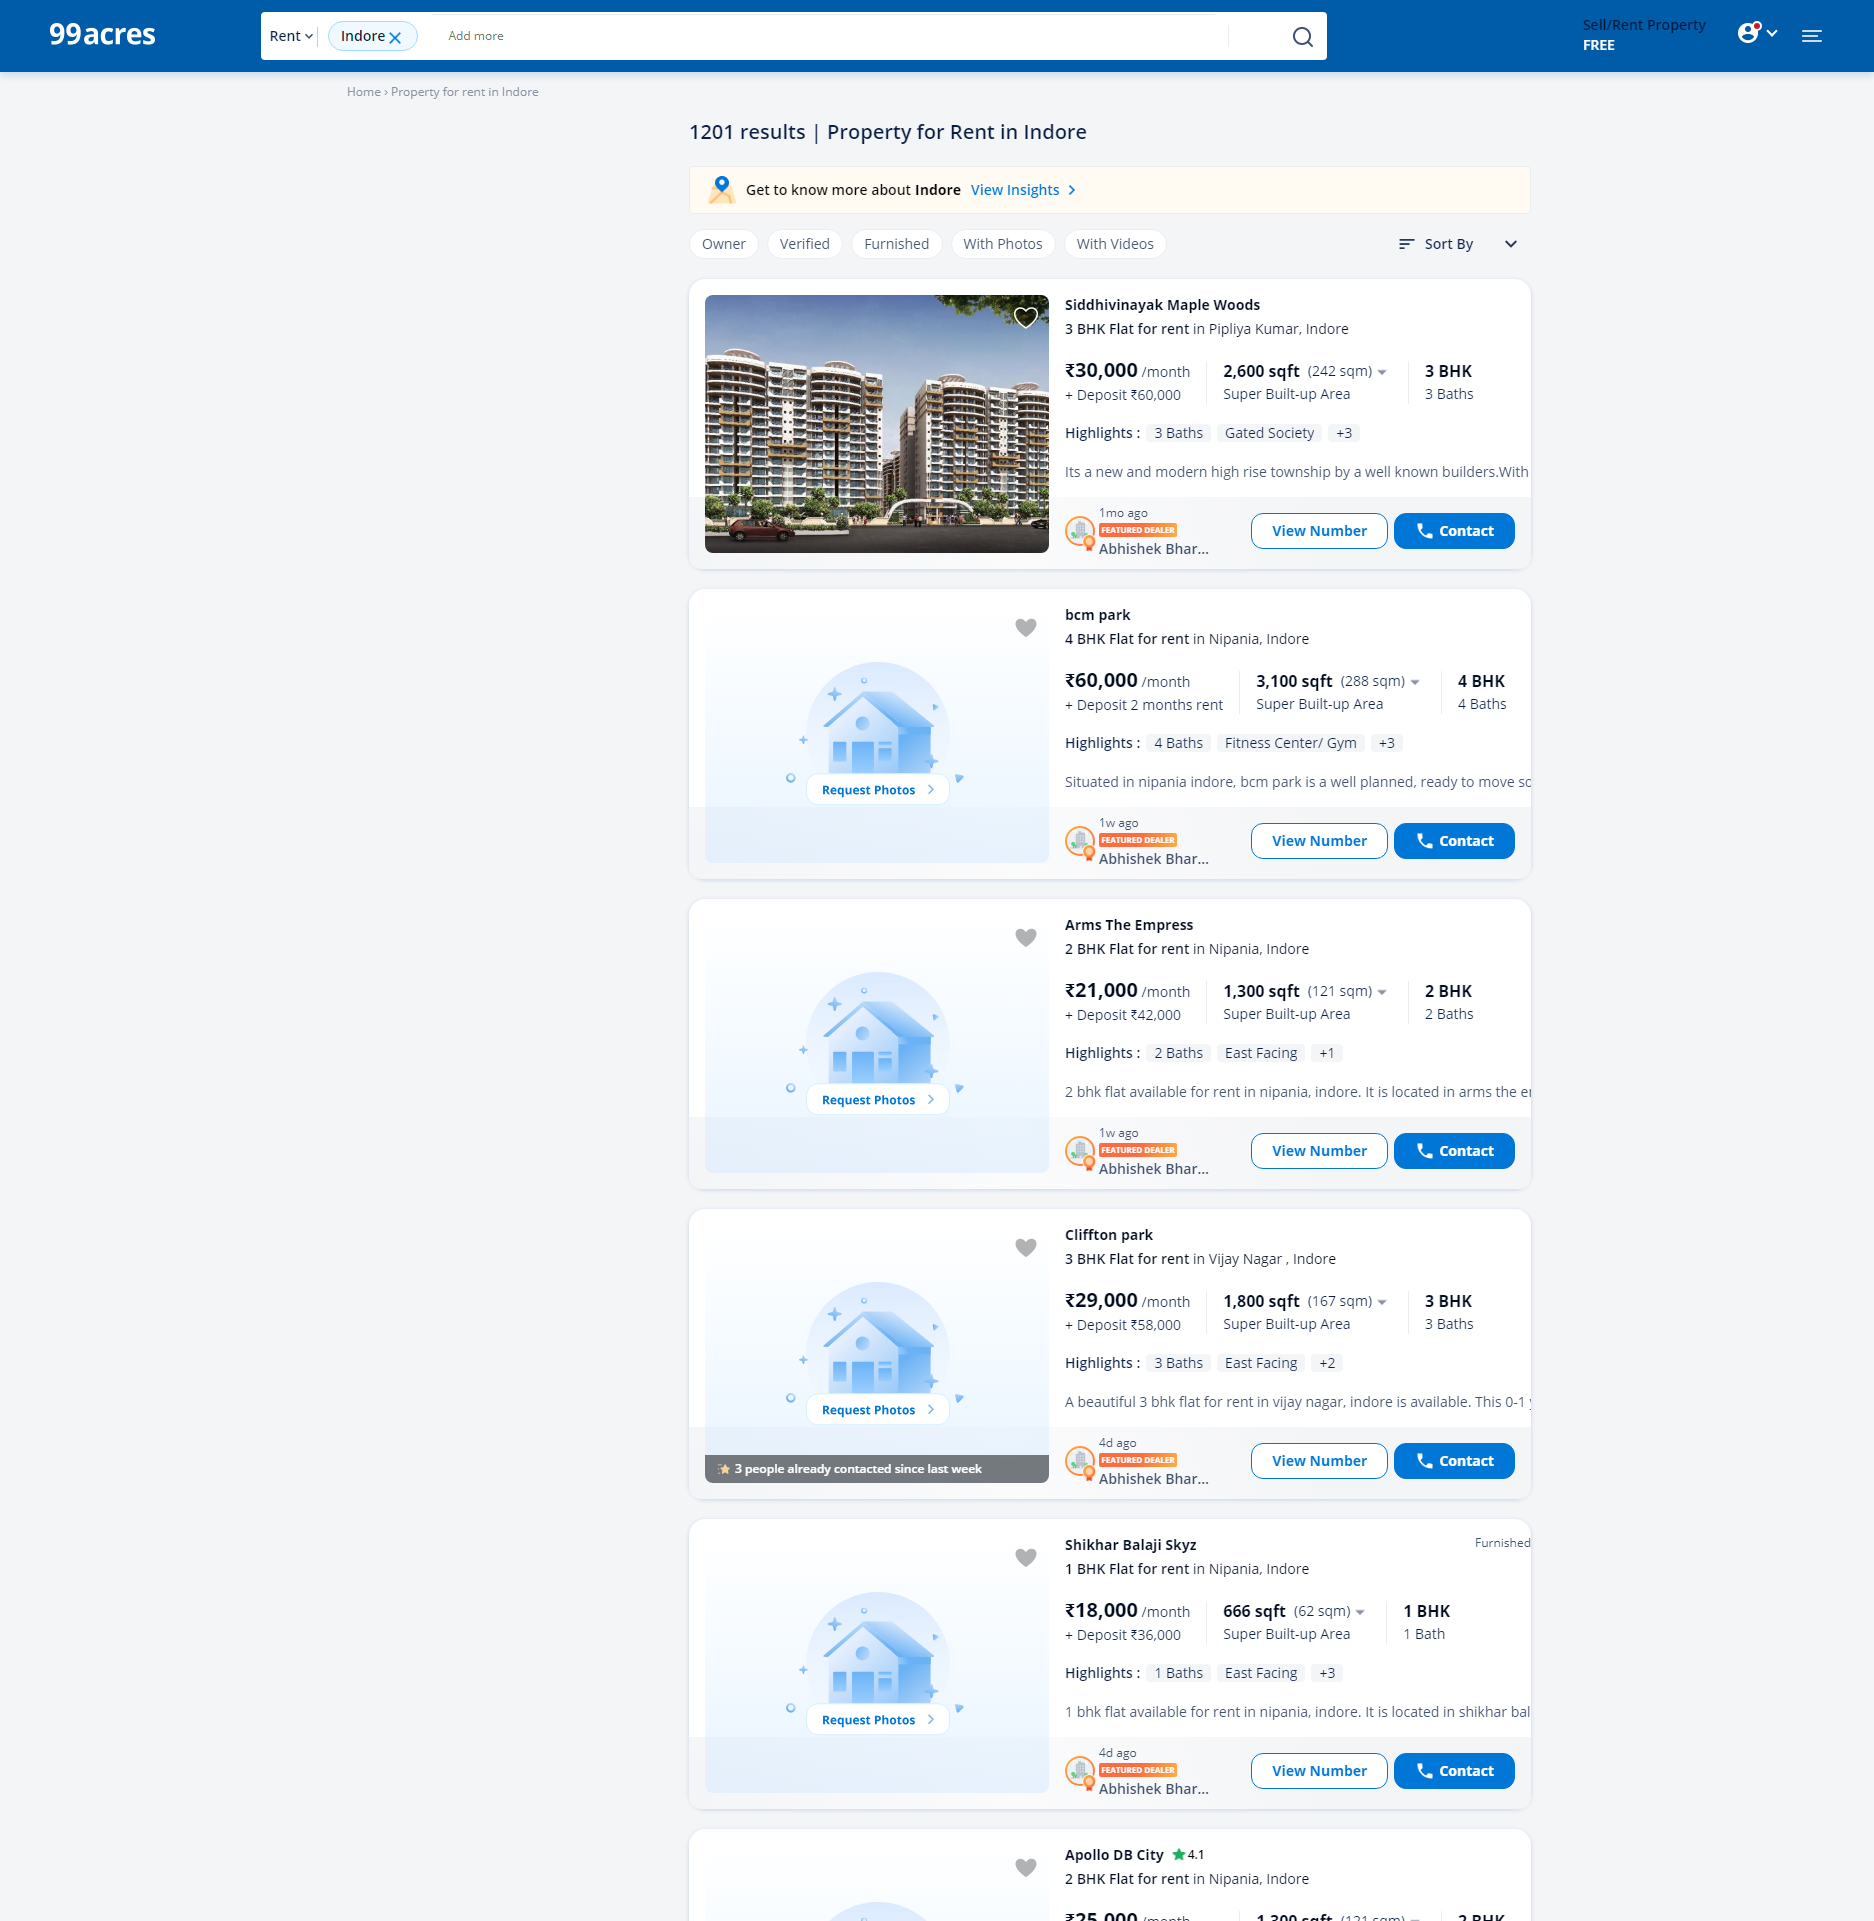 99acres
Rent
Indore
Add more
Sell/Rent Property
FREE
Home › Property for rent in Indore
1201 results | Property for Rent in Indore
Get to know more about Indore View Insights
Owner
Verified
Furnished
With Photos
With Videos
Sort By
Siddhivinayak Maple Woods
3 BHK Flat for rent in Pipliya Kumar, Indore
₹30,000 /month 2,600 sqft (242 sqm) 3 BHK
+ Deposit ₹60,000 Super Built-up Area 3 Baths
Highlights : 3 Baths Gated Society +3
Its a new and modern high rise township by a well known builders.With
1mo ago
FEATURED DEALER
Abhishek Bhar...
View Number
Contact
bcm park
4 BHK Flat for rent in Nipania, Indore
₹60,000 /month 3,100 sqft (288 sqm) 4 BHK
+ Deposit 2 months rent Super Built-up Area 4 Baths
Highlights : 4 Baths Fitness Center/ Gym +3
Situated in nipania indore, bcm park is a well planned, ready to move
Request Photos
1w ago
FEATURED DEALER
Abhishek Bhar...
View Number
Contact
Arms The Empress
2 BHK Flat for rent in Nipania, Indore
₹21,000 /month 1,300 sqft (121 sqm) 2 BHK
+ Deposit ₹42,000 Super Built-up Area 2 Baths
Highlights : 2 Baths East Facing +1
2 bhk flat available for rent in nipania, indore. It is located in arms the
Request Photos
1w ago
FEATURED DEALER
Abhishek Bhar...
View Number
Contact
Cliffton park
3 BHK Flat for rent in Vijay Nagar , Indore
₹29,000 /month 1,800 sqft (167 sqm) 3 BHK
+ Deposit ₹58,000 Super Built-up Area 3 Baths
Highlights : 3 Baths East Facing +2
A beautiful 3 bhk flat for rent in vijay nagar, indore is available. This 0-1
Request Photos
3 people already contacted since last week
4d ago
FEATURED DEALER
Abhishek Bhar...
View Number
Contact
Shikhar Balaji Skyz
Furnished
1 BHK Flat for rent in Nipania, Indore
₹18,000 /month 666 sqft (62 sqm) 1 BHK
+ Deposit ₹36,000 Super Built-up Area 1 Bath
Highlights : 1 Baths East Facing +3
1 bhk flat available for rent in nipania, indore. It is located in shikhar bal
Request Photos
4d ago
FEATURED DEALER
Abhishek Bhar...
View Number
Contact
Apollo DB City 4.1
2 BHK Flat for rent in Nipania, Indore
₹25,000 /month 1,300 sqft (121 sqm) 2 BHK